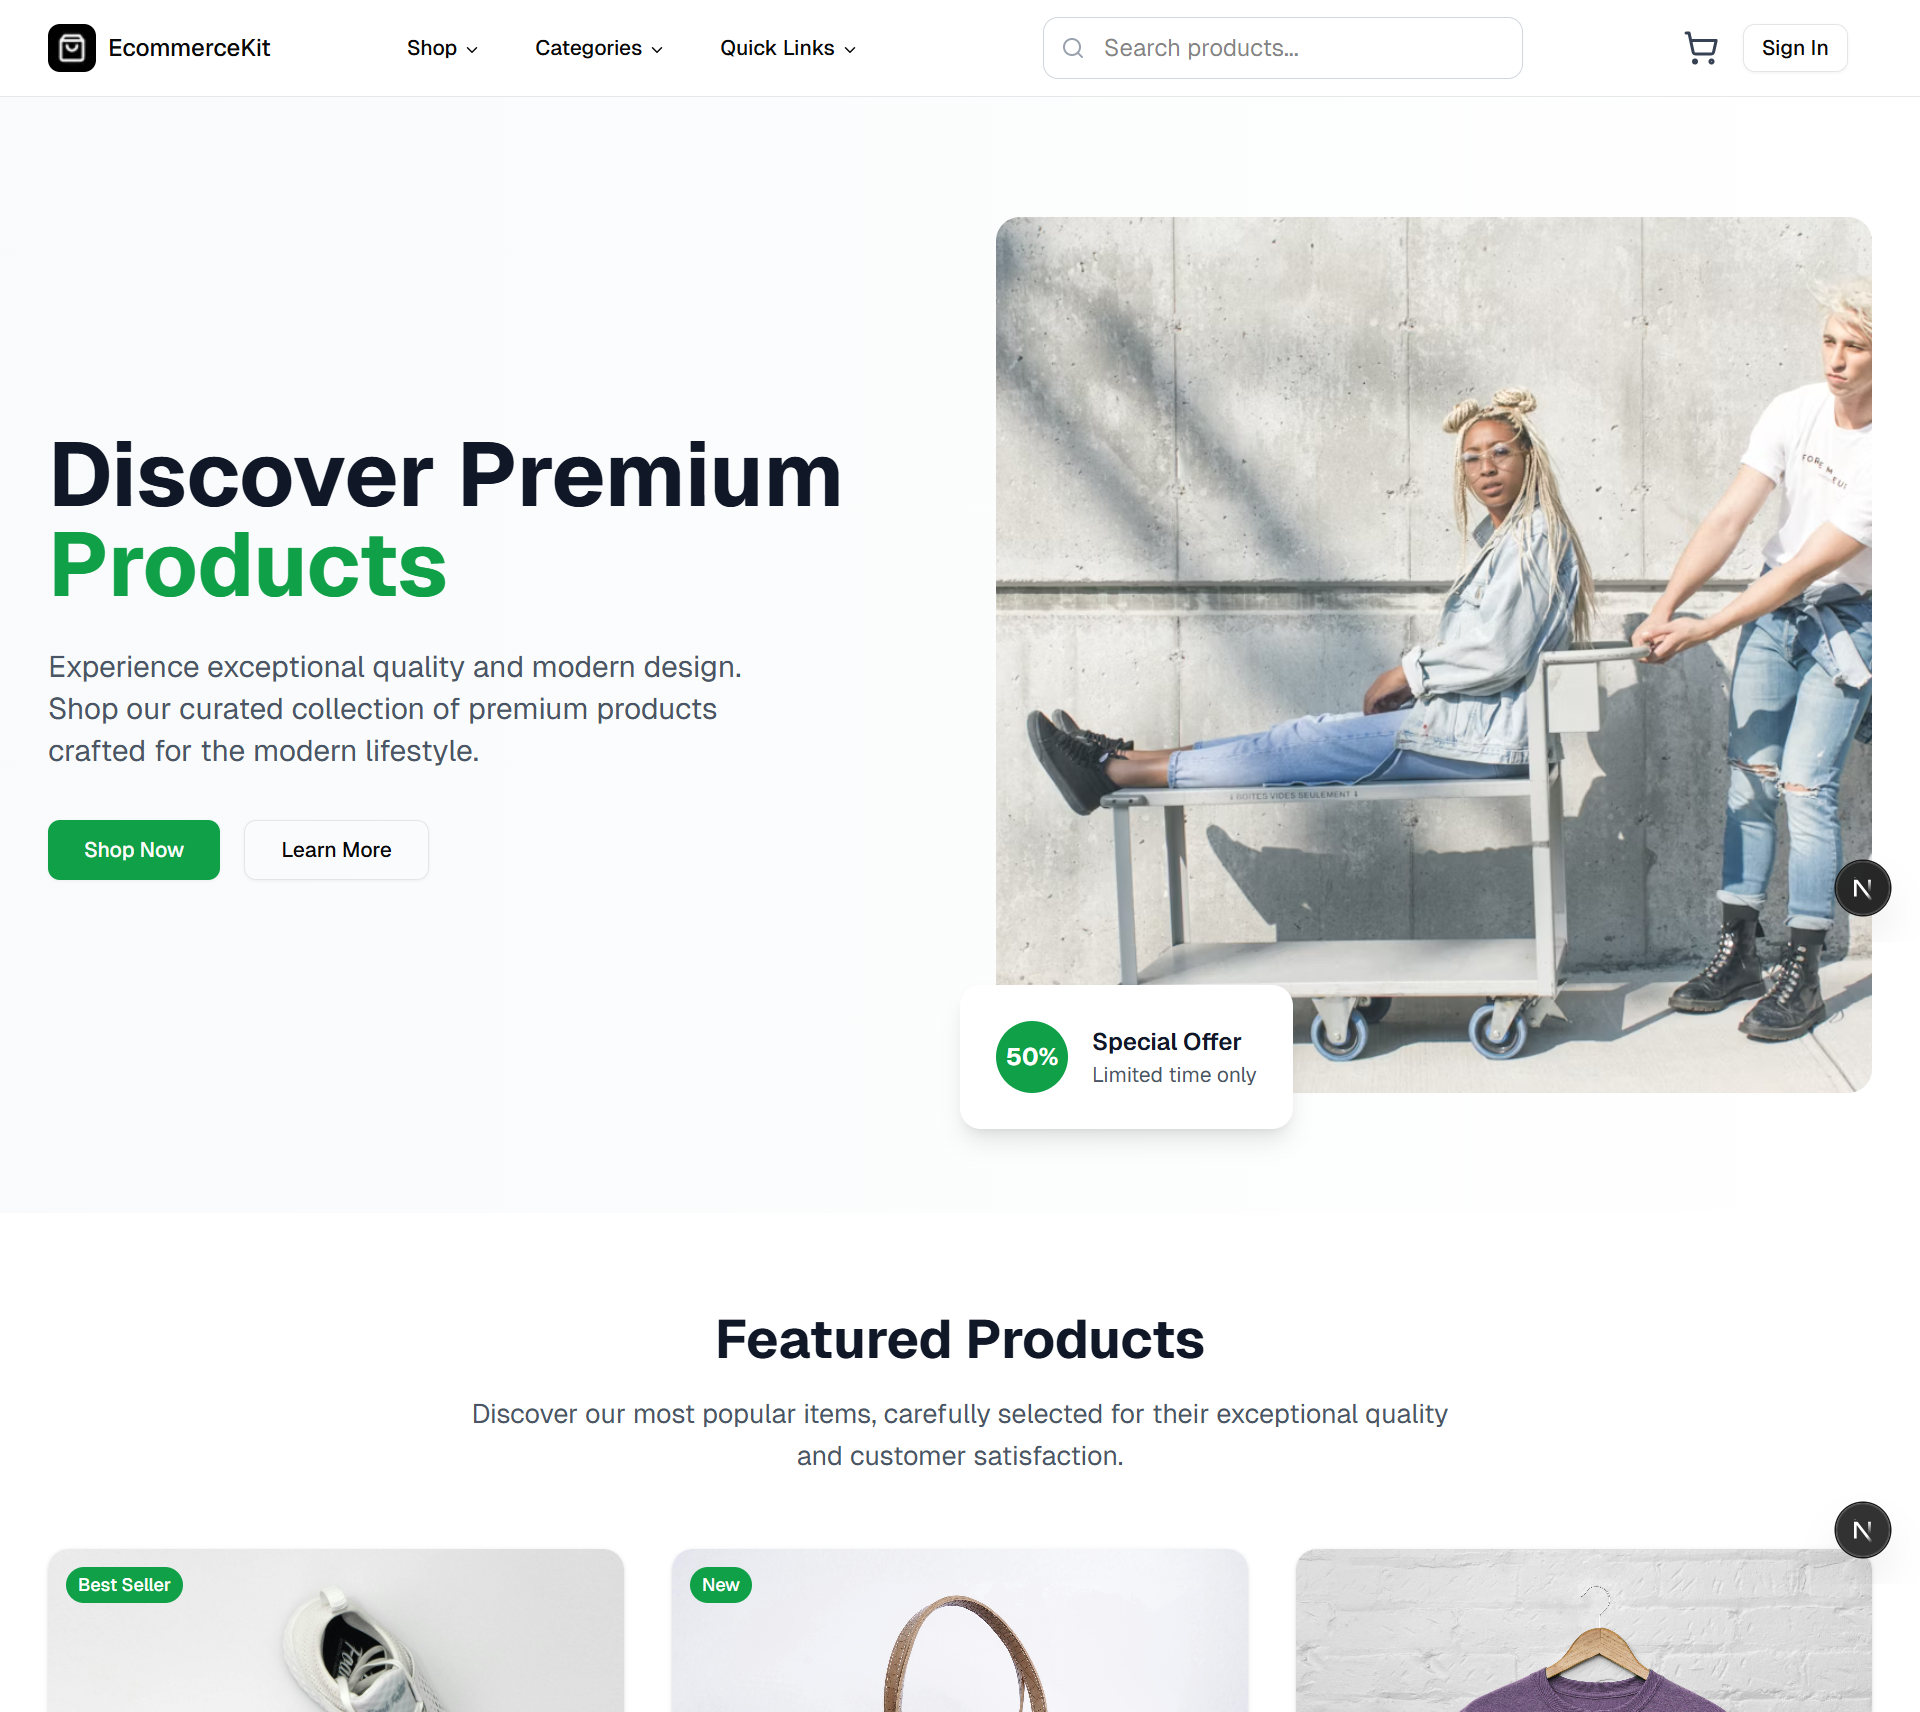 EcommerceKit
Shop
Categories
Quick Links
Search products...
Sign In
Discover Premium
Products
Experience exceptional quality and modern design.
Shop our curated collection of premium products
crafted for the modern lifestyle.
Shop Now
Learn More
BOITES VIDES SEULEMENT
N
50%
Special Offer
Limited time only
Featured Products
Discover our most popular items, carefully selected for their exceptional quality
and customer satisfaction.
N
Best Seller
New